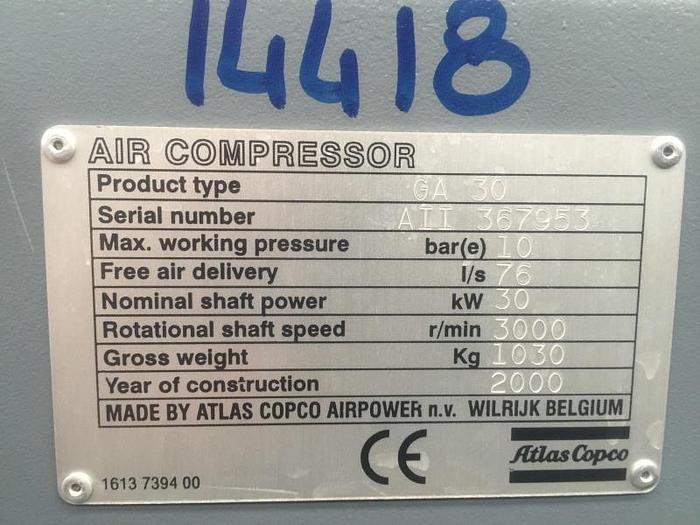 14418
AIR COMPRESSOR
Product type GA 30
Serial number AII 367953
Max. working pressure bar(e) 10
Free air delivery l/s 76
Nominal shaft power kW 30
Rotational shaft speed r/min 3000
Gross weight Kg 1030
Year of construction 2000
MADE BY ATLAS COPCO AIRPOWER n.v. WILRIJK BELGIUM
CE
Atlas Copco
1613 7394 00